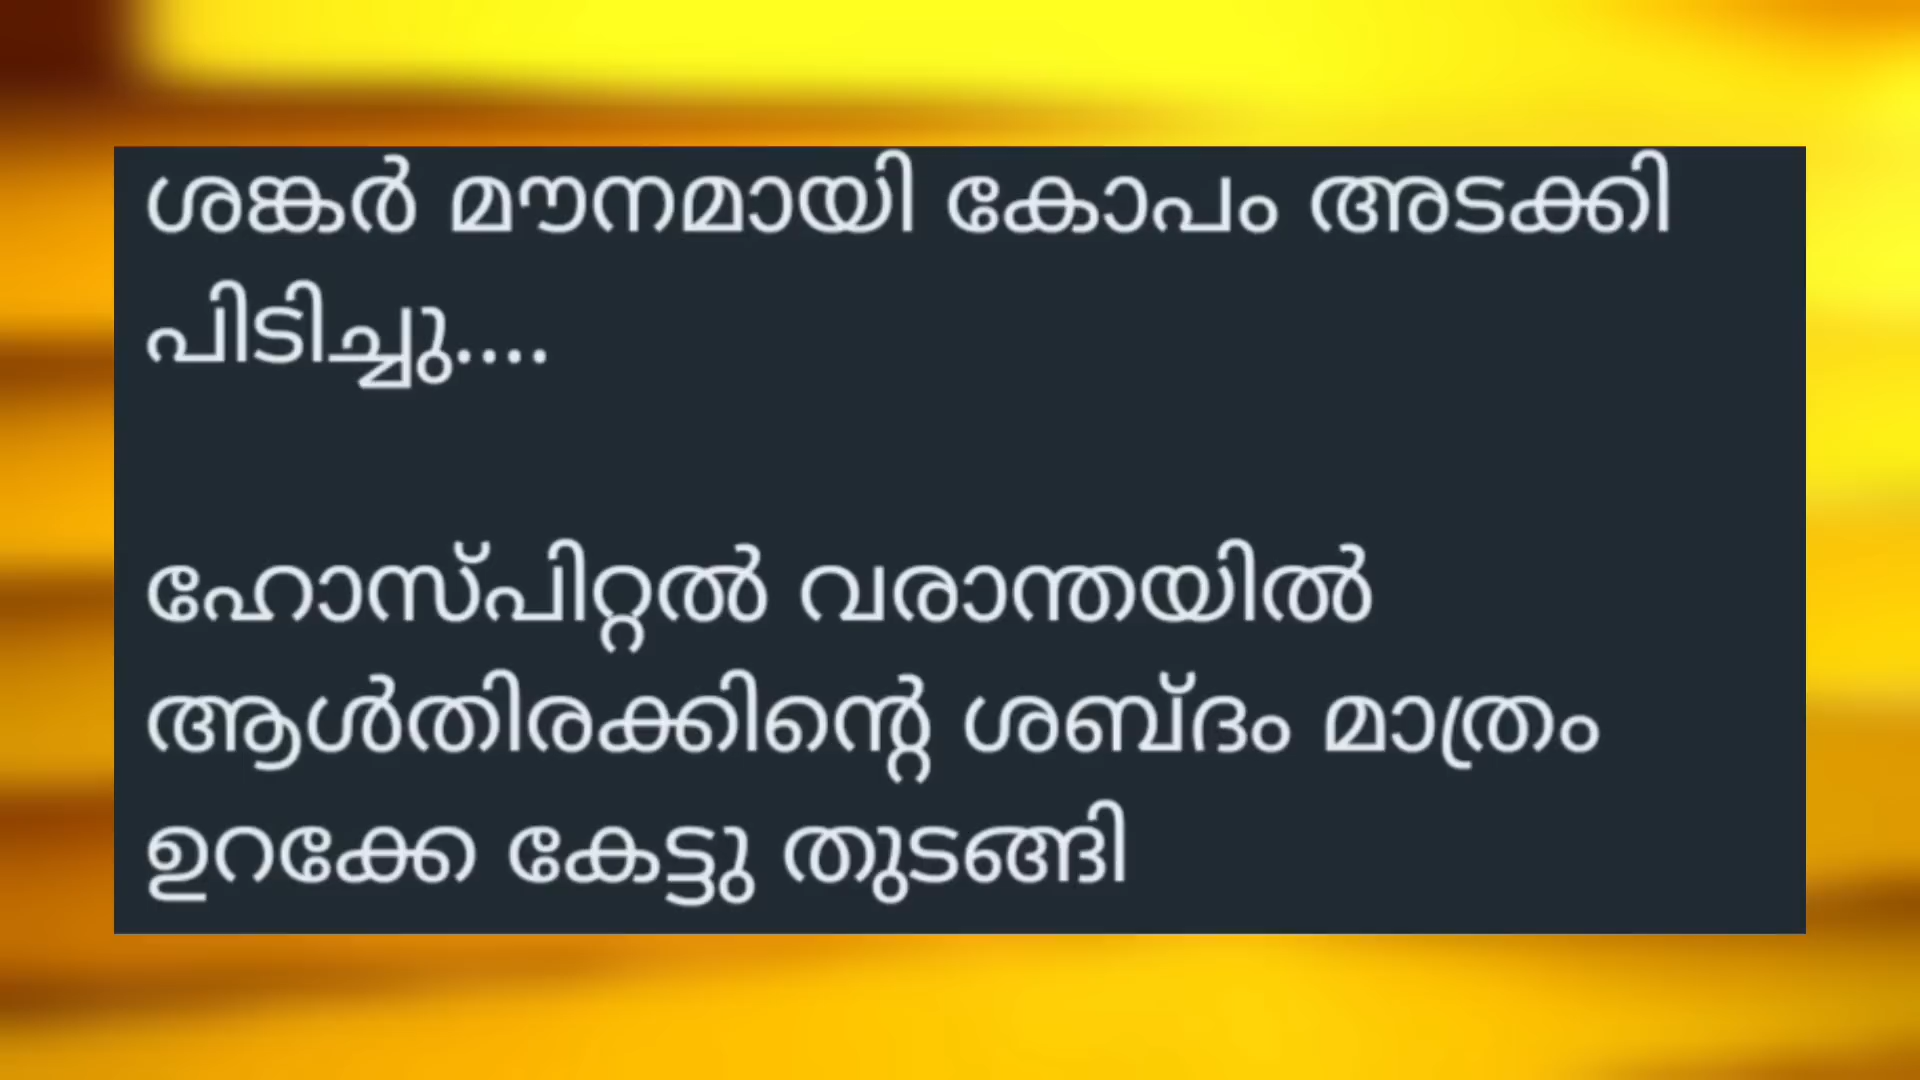 ശങ്കർ മൗനമായി കോപം അടക്കി
പിടിച്ചു....
ഹോസ്പിറ്റൽ വരാന്തയിൽ
ആൾതിരക്കിന്റെ ശബ്ദം മാത്രം
ഉറക്കേ കേട്ടു തുടങ്ങി